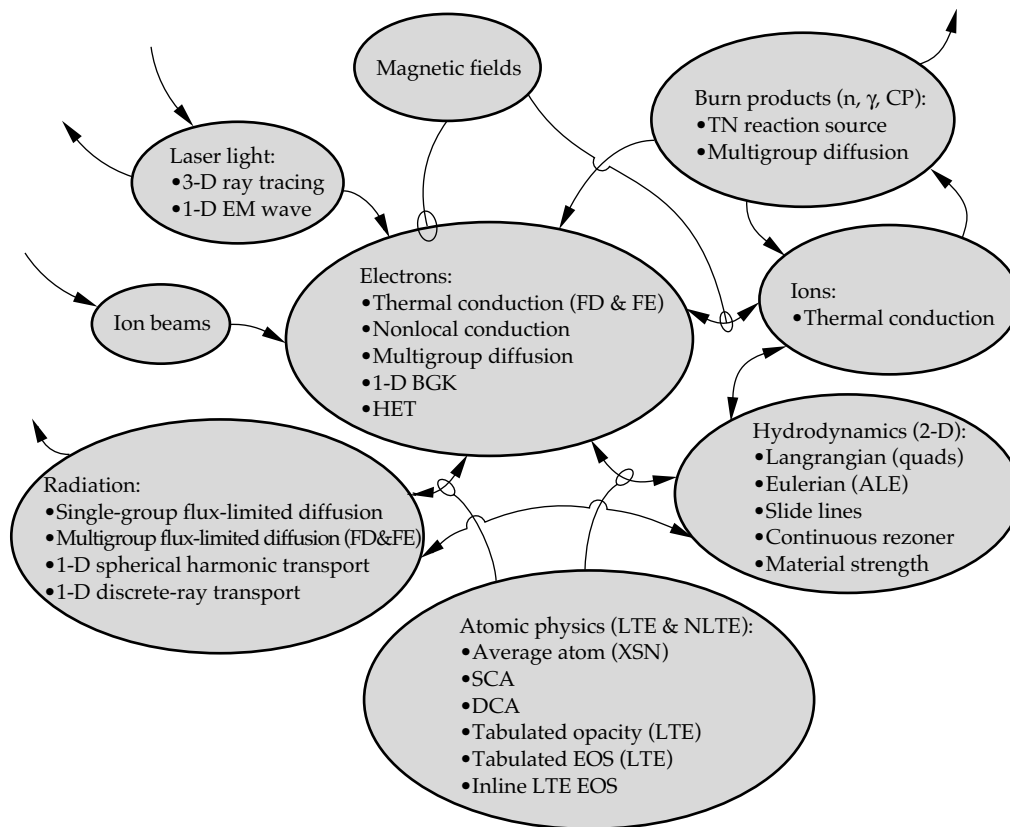 Magnetic fields
Burn products (n, γ, CP):
•TN reaction source
•Multigroup diffusion
Laser light:
•3-D ray tracing
•1-D EM wave
Electrons:
•Thermal conduction (FD & FE)
•Nonlocal conduction
•Multigroup diffusion
•1-D BGK
•HET
Ions:
•Thermal conduction
Ion beams
Hydrodynamics (2-D):
•Langrangian (quads)
•Eulerian (ALE)
•Slide lines
•Continuous rezoner
•Material strength
Radiation:
•Single-group flux-limited diffusion
•Multigroup flux-limited diffusion (FD&FE)
•1-D spherical harmonic transport
•1-D discrete-ray transport
Atomic physics (LTE & NLTE):
•Average atom (XSN)
•SCA
•DCA
•Tabulated opacity (LTE)
•Tabulated EOS (LTE)
•Inline LTE EOS